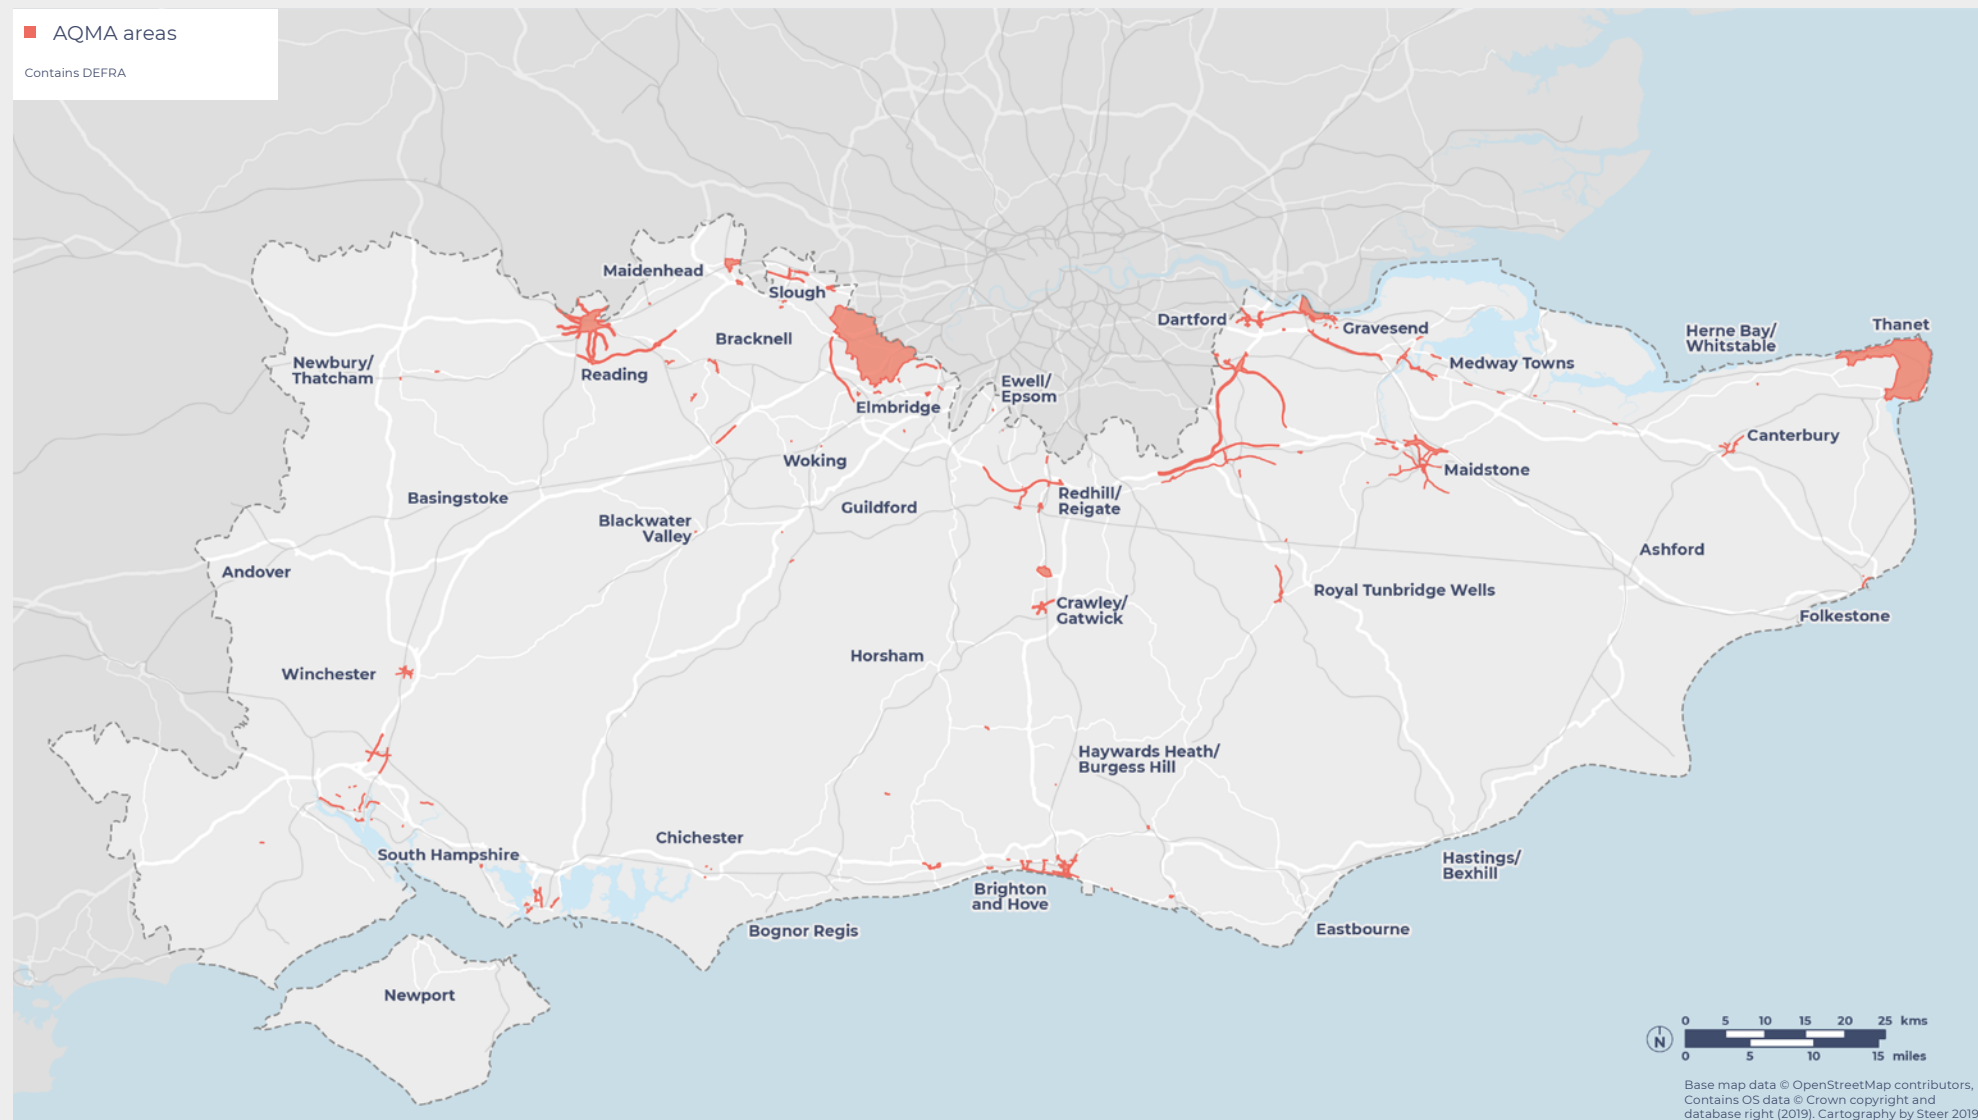 AQMA areas
Contains DEFRA
Maidenhead
Slough
Dartford
Gravesend
Thanet
Herne Bay/
Whitstable
Bracknell
Newbury/
Thatcham
Reading
Medway Towns
Ewell/
Epsom
Elmbridge
Canterbury
Woking
Maidstone
Basingstoke
Redhill/
Reigate
Guildford
Blackwater
Valley
Ashford
Andover
Royal Tunbridge Wells
Crawley/
Gatwick
Folkestone
Horsham
Winchester
Haywards Heath/
Burgess Hill
Chichester
South Hampshire
Hastings/
Bexhill
Brighton
and Hove
Bognor Regis
Eastbourne
Newport
0 5 10 15 20 25 kms
N
0 5 10 15 miles
Base map data © OpenStreetMap contributors,
Contains OS data © Crown copyright and
database right (2019). Cartography by Steer 2019